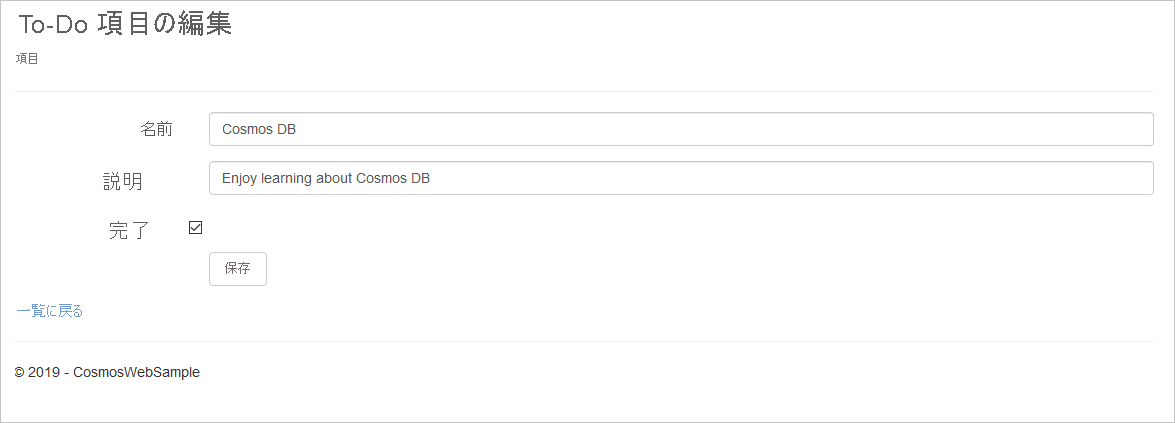 To-Do 項目の編集
項目
名前
Cosmos DB
説明
Enjoy learning about Cosmos DB
完了
保存
一覧に戻る
© 2019 - CosmosWebSample